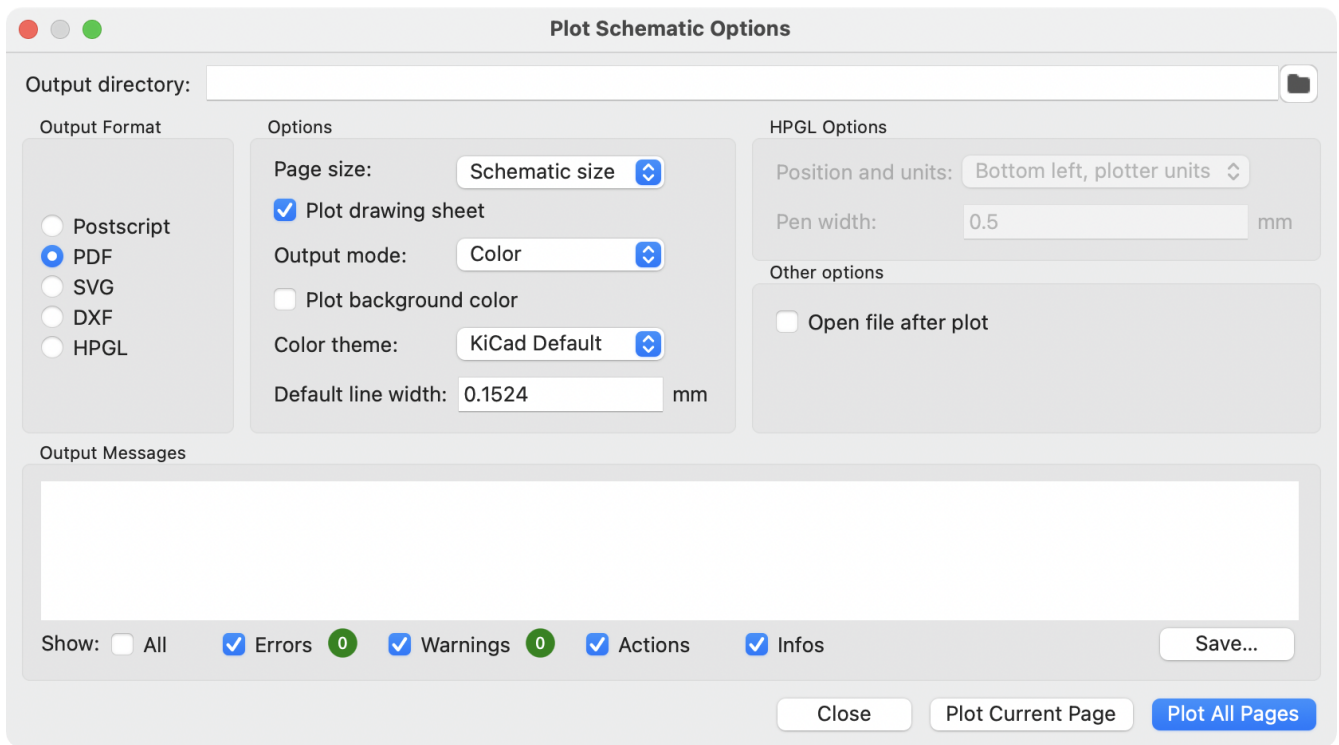 Plot Schematic Options
Output directory:
Output Format
Postscript
PDF
SVG
DXF
HPGL
Options
Page size: Schematic size
Plot drawing sheet
Output mode: Color
Plot background color
Color theme: KiCad Default
Default line width: 0.1524 mm
HPGL Options
Position and units: Bottom left, plotter units
Pen width: 0.5 mm
Other options
Open file after plot
Output Messages
Show: All Errors 0 Warnings 0 Actions Infos Save...
Close Plot Current Page Plot All Pages